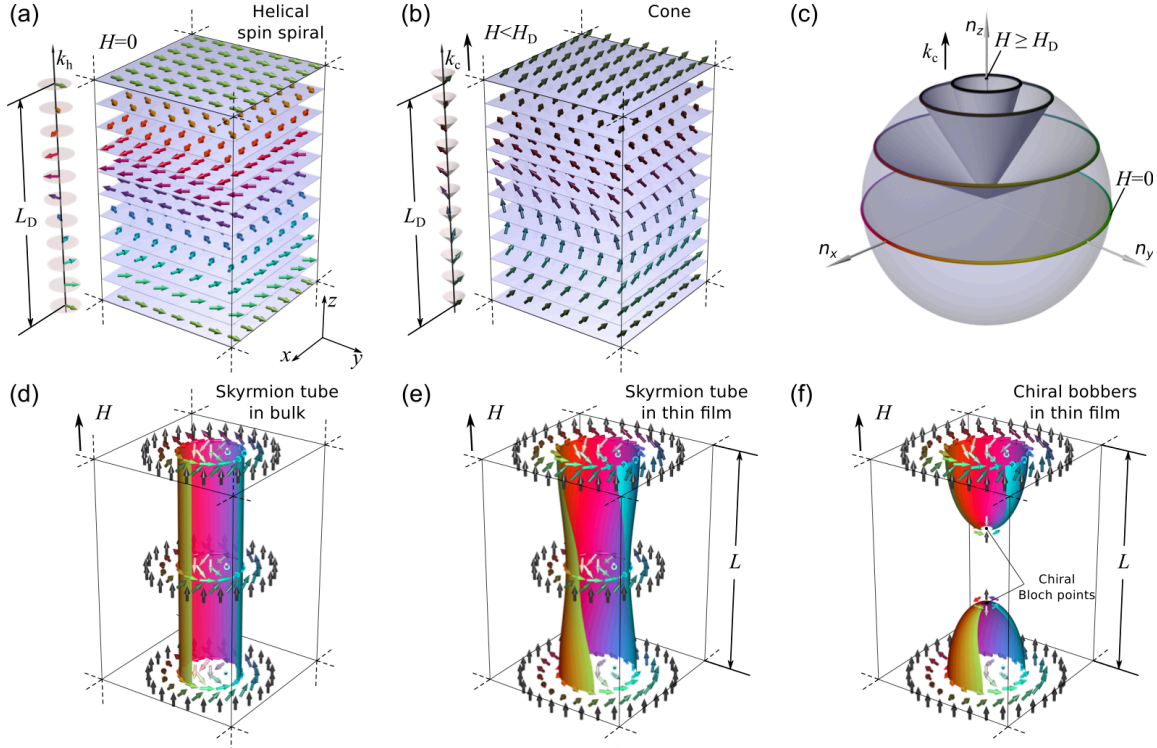 (a)
Helical
spin spiral
H=0
k_h
L_D
z
x
y
(b)
Cone
H<H_D
k_c
L_D
(c)
n_z
k_c
H ≥ H_D
H=0
n_x
n_y
(d)
Skyrmion tube
in bulk
H
(e)
Skyrmion tube
in thin film
H
L
(f)
Chiral bobbers
in thin film
H
L
Chiral
Bloch points